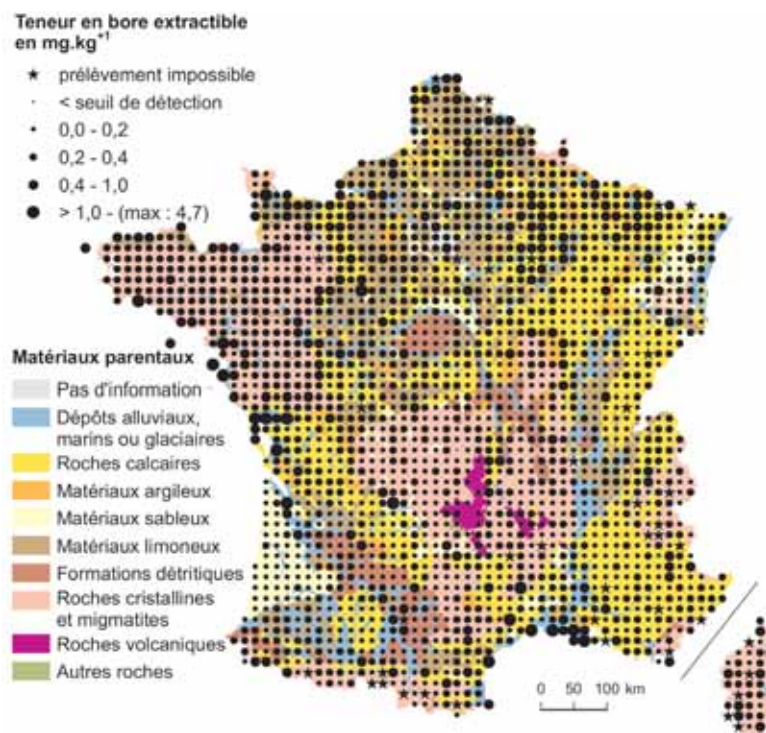 Teneur en bore extractible
en mg.kg⁺¹
prélèvement impossible
< seuil de détection
0,0 - 0,2
0,2 - 0,4
0,4 - 1,0
> 1,0 - (max : 4,7)
Matériaux parentaux
Pas d'information
Dépôts alluviaux,
marins ou glaciaires
Roches calcaires
Matériaux argileux
Matériaux sableux
Matériaux limoneux
Formations détritiques
Roches cristallines
et migmatites
Roches volcaniques
Autres roches
0 50 100 km